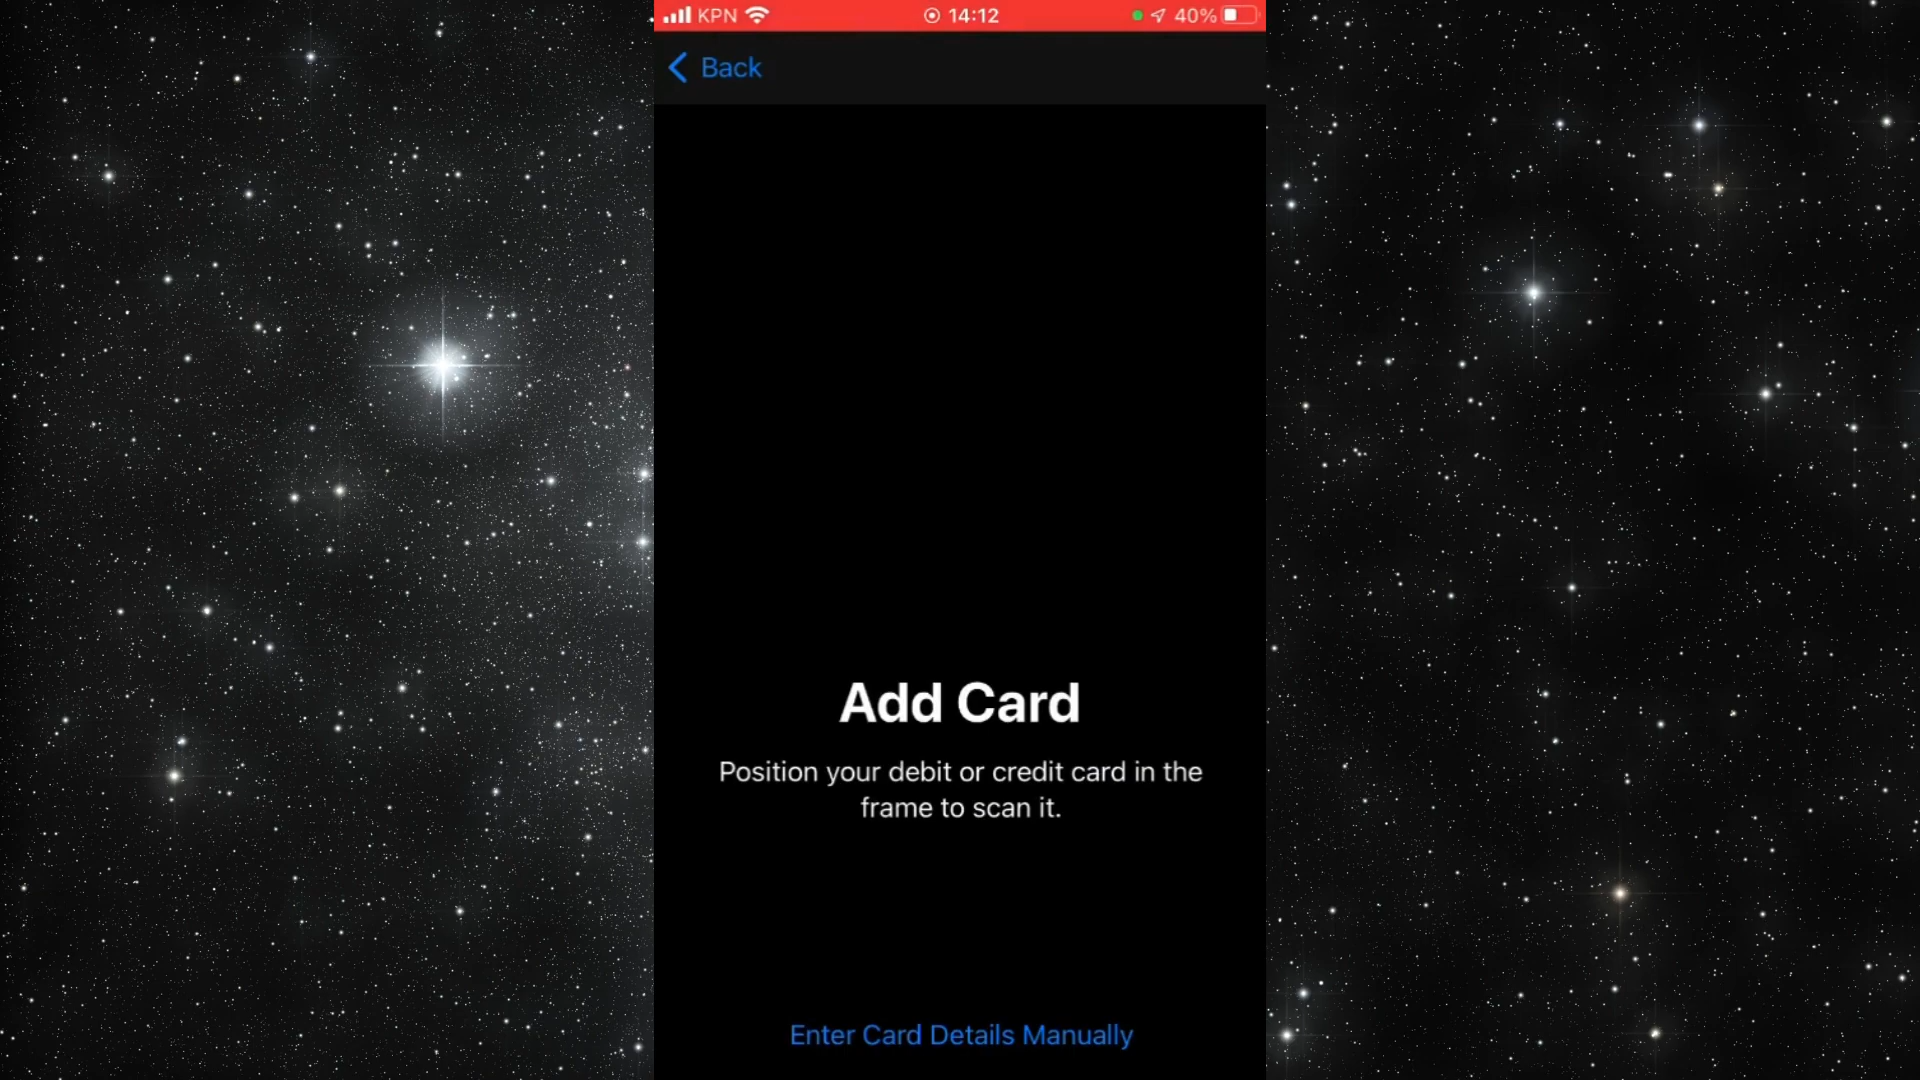 KPN 14:12 40%
Back
Add Card
Position your debit or credit card in the
frame to scan it.
Enter Card Details Manually